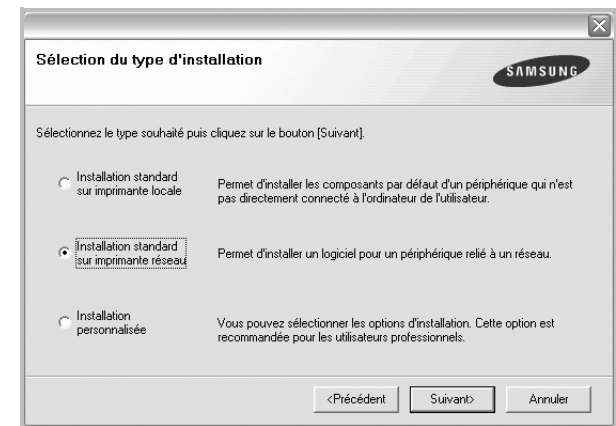 Sélection du type d'installation
SAMSUNG
Sélectionnez le type souhaité puis cliquez sur le bouton [Suivant].
Installation standard
sur imprimante locale
Permet d'installer les composants par défaut d'un périphérique qui n'est
pas directement connecté à l'ordinateur de l'utilisateur.
Installation standard
sur imprimante réseau
Permet d'installer un logiciel pour un périphérique relié à un réseau.
Installation
personnalisée
Vous pouvez sélectionner les options d'installation. Cette option est
recommandée pour les utilisateurs professionnels.
<Précédent
Suivant>
Annuler